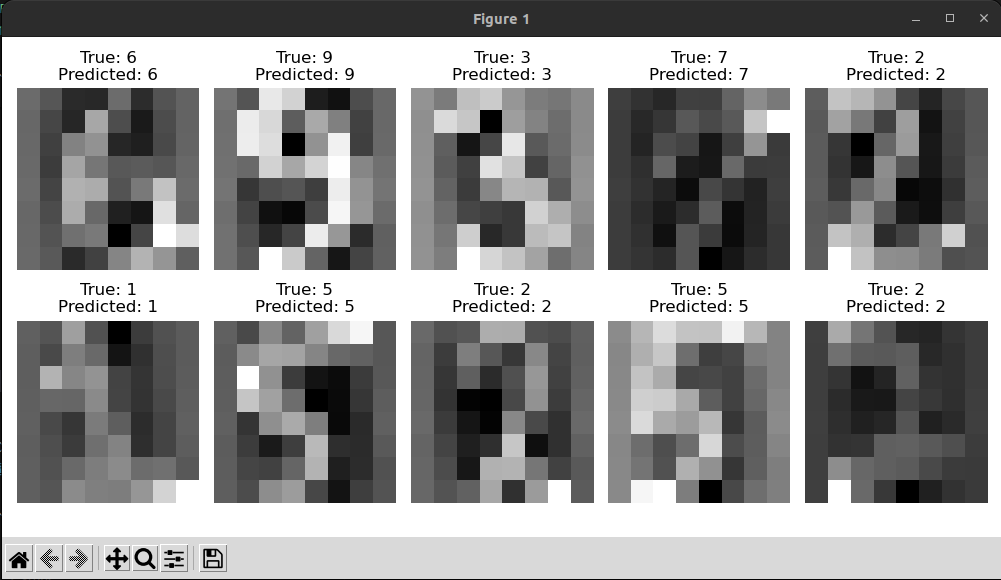 Figure 1
True: 6
Predicted: 6
True: 9
Predicted: 9
True: 3
Predicted: 3
True: 7
Predicted: 7
True: 2
Predicted: 2
True: 1
Predicted: 1
True: 5
Predicted: 5
True: 2
Predicted: 2
True: 5
Predicted: 5
True: 2
Predicted: 2